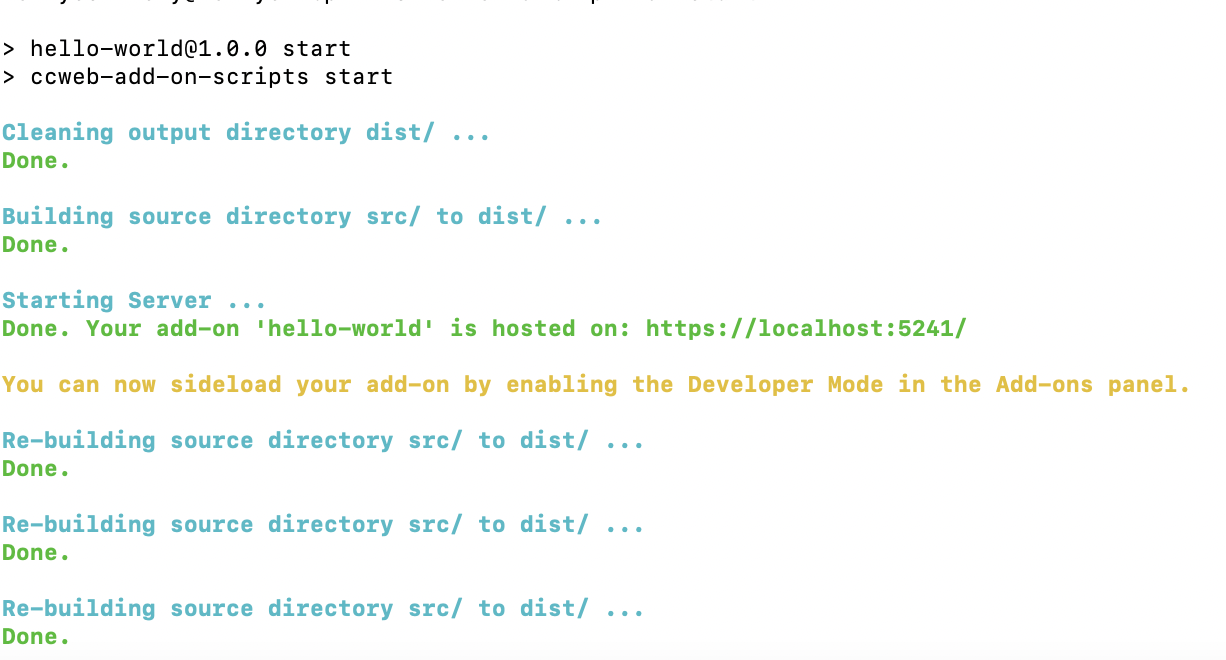 > hello-world@1.0.0 start
> ccweb-add-on-scripts start
Cleaning output directory dist/ ...
Done.
Building source directory src/ to dist/ ...
Done.
Starting Server ...
Done. Your add-on 'hello-world' is hosted on: https://localhost:5241/
You can now sideload your add-on by enabling the Developer Mode in the Add-ons panel.
Re-building source directory src/ to dist/ ...
Done.
Re-building source directory src/ to dist/ ...
Done.
Re-building source directory src/ to dist/ ...
Done.